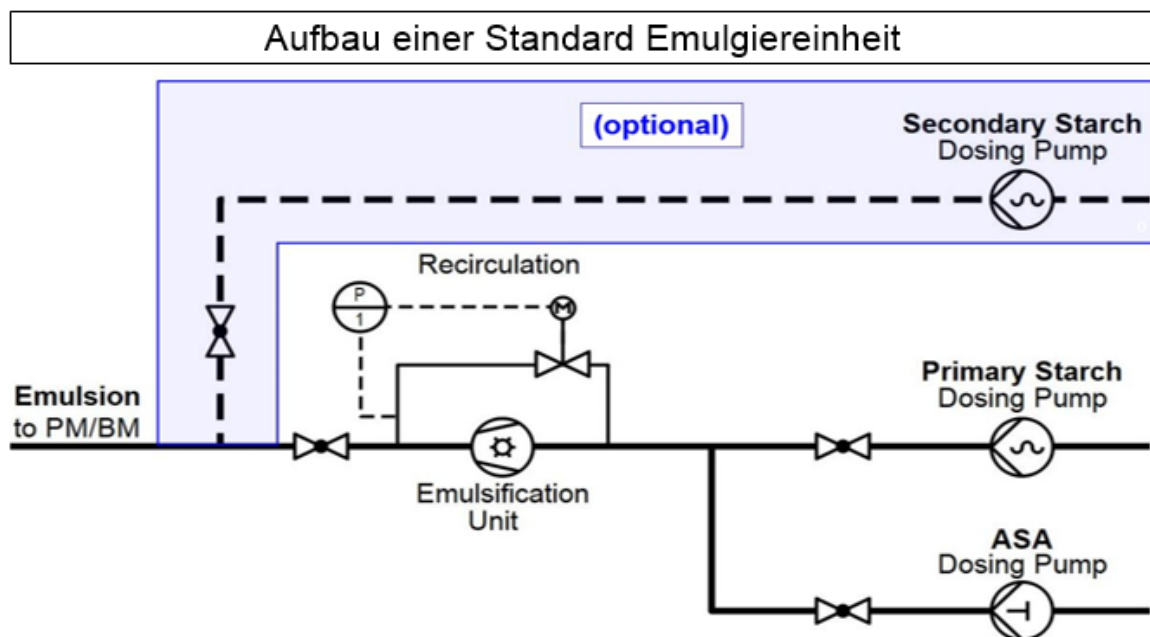 Aufbau einer Standard Emulgiereinheit
(optional)
Secondary Starch
Dosing Pump
Recirculation
P
1
M
Emulsion
to PM/BM
Primary Starch
Dosing Pump
Emulsification
Unit
ASA
Dosing Pump